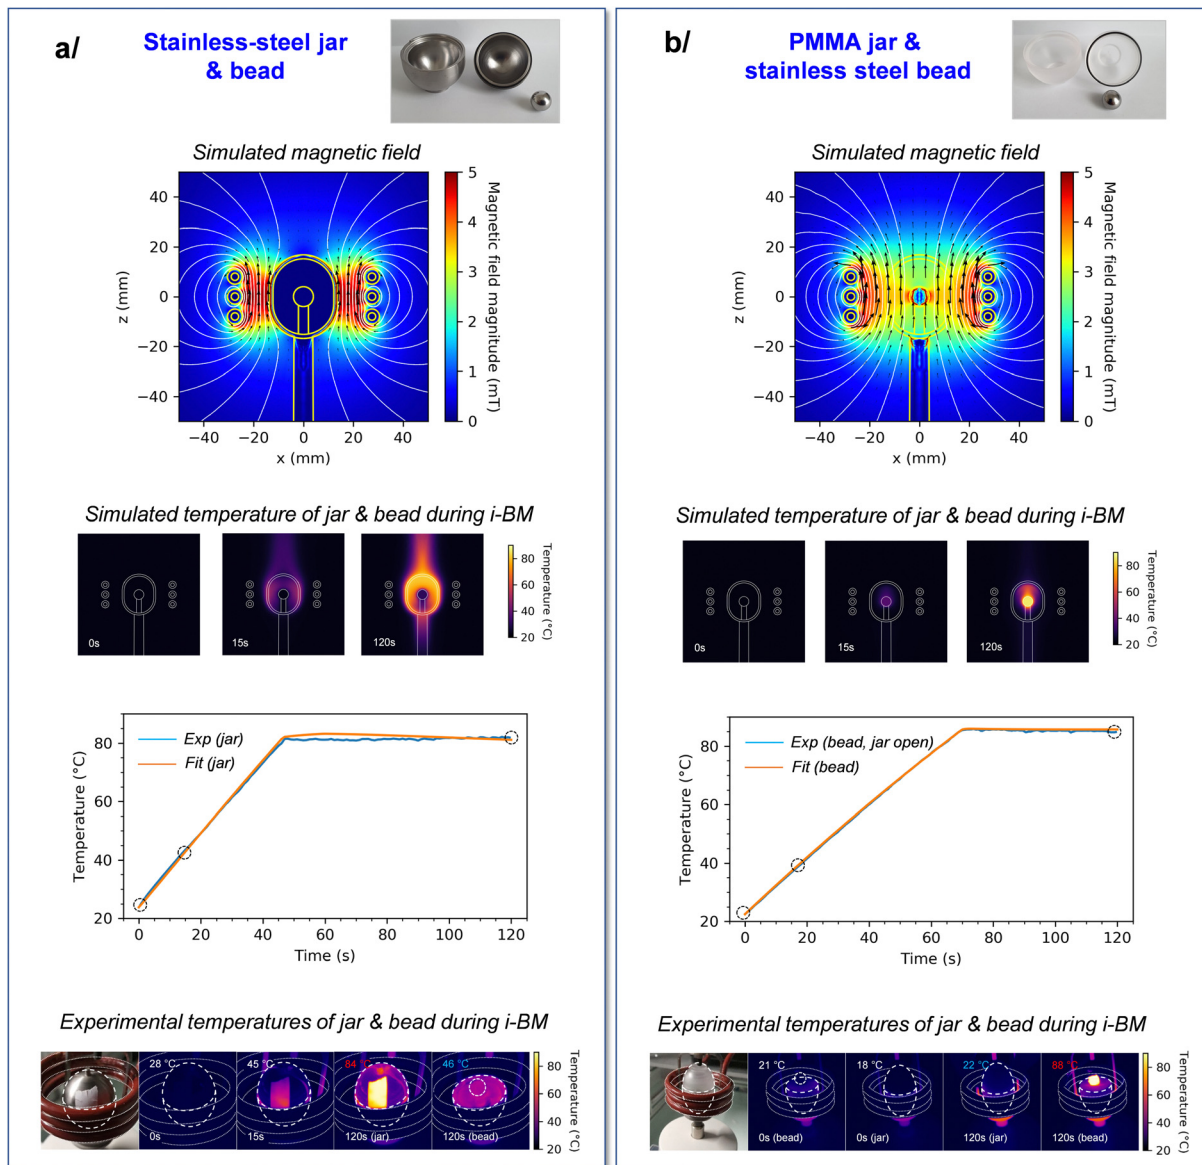 a/
Stainless-steel jar
& bead
Simulated magnetic field
40
20
0
−20
−40
z (mm)
−40
−20
0
20
40
x (mm)
5
4
3
2
1
0
Magnetic field magnitude (mT)
Simulated temperature of jar & bead during i-BM
0s
15s
120s
80
60
40
20
Temperature (°C)
80
60
40
20
Temperature (°C)
Exp (jar)
Fit (jar)
0
20
40
60
80
100
120
Time (s)
Experimental temperatures of jar & bead during i-BM
28 °C
45 °C
84 °C
46 °C
0s
15s
120s (jar)
120s (bead)
80
60
40
20
Temperature (°C)
b/
PMMA jar &
stainless steel bead
Simulated magnetic field
40
20
0
−20
−40
z (mm)
−40
−20
0
20
40
x (mm)
5
4
3
2
1
0
Magnetic field magnitude (mT)
Simulated temperature of jar & bead during i-BM
0s
15s
120s
80
60
40
20
Temperature (°C)
80
60
40
20
Temperature (°C)
Exp (bead, jar open)
Fit (bead)
0
20
40
60
80
100
120
Time (s)
Experimental temperatures of jar & bead during i-BM
21 °C
18 °C
22 °C
88 °C
0s (bead)
0s (jar)
120s (jar)
120s (bead)
80
60
40
20
Temperature (°C)